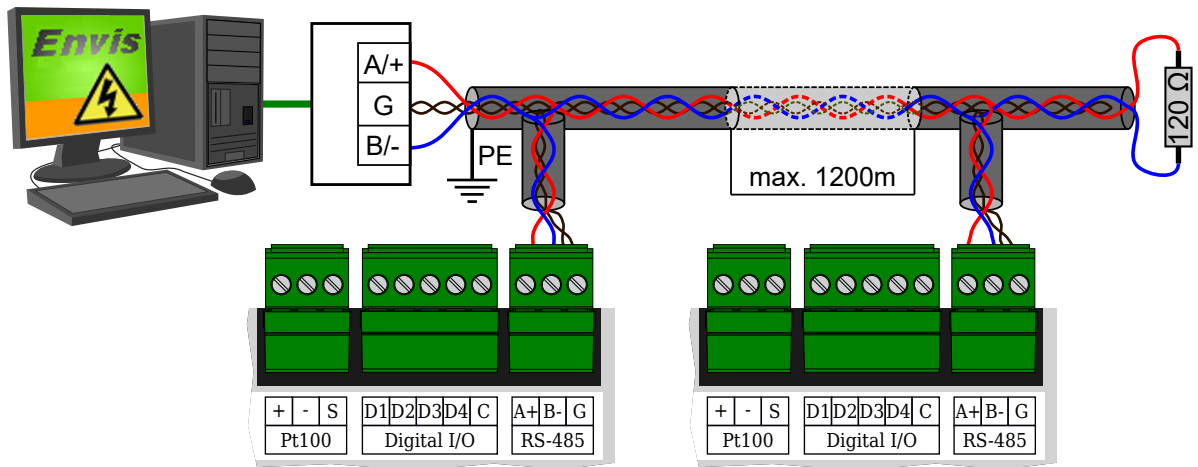 Envis
A/+
G
B/-
PE
max. 1200m
120 Ω
+ - S D1 D2 D3 D4 C A+ B- G
Pt100 Digital I/O RS-485
+ - S D1 D2 D3 D4 C A+ B- G
Pt100 Digital I/O RS-485